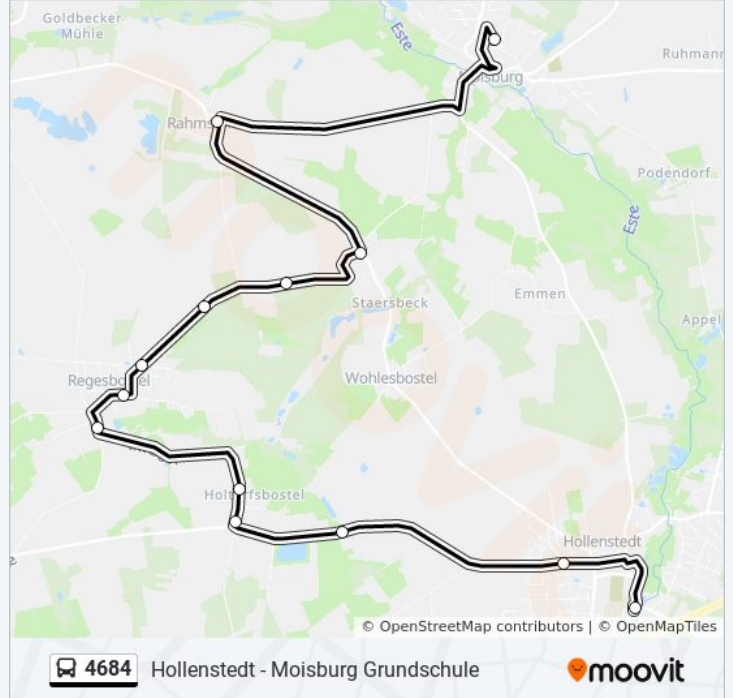 Goldbecker
Mühle
Este
Ruhmann
Moisburg
Rahms
Podendorf
Este
Emmen
Staersbeck
Appel
Regesbostel
Wohlesbostel
Holtorfsbostel
Hollenstedt
© OpenStreetMap contributors | © OpenMapTiles
4684 Hollenstedt - Moisburg Grundschule
moovit